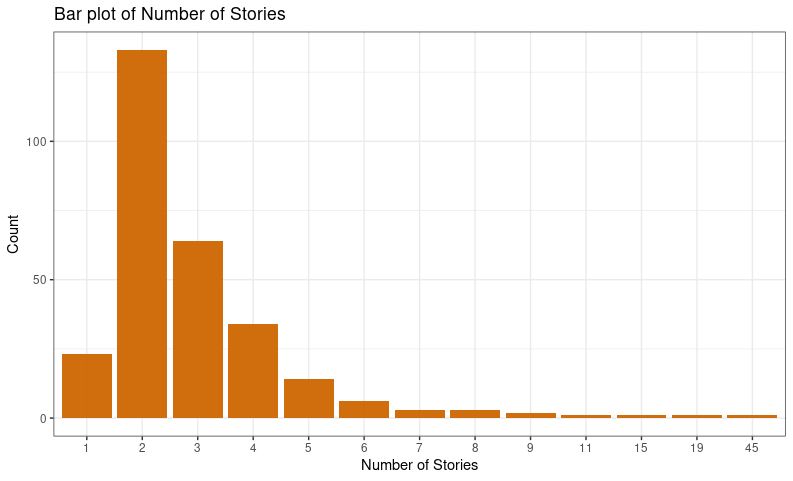 Bar plot of Number of Stories
Count
100
50
0
1 2 3 4 5 6 7 8 9 11 15 19 45
Number of Stories